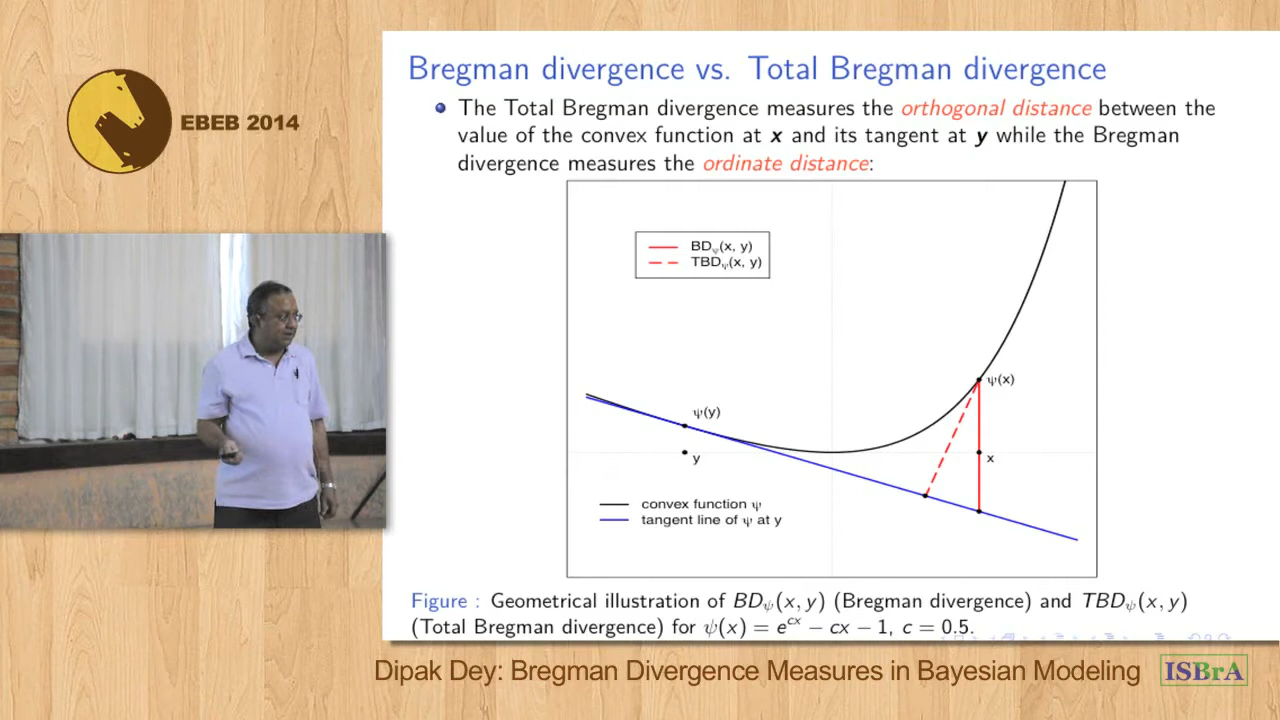 EBEB 2014
Bregman divergence vs. Total Bregman divergence
The Total Bregman divergence measures the orthogonal distance between the
value of the convex function at x and its tangent at y while the Bregman
divergence measures the ordinate distance:
BDψ(x, y)
TBDψ(x, y)
ψ(x)
ψ(y)
y
x
convex function ψ
tangent line of ψ at y
Figure : Geometrical illustration of BDψ(x, y) (Bregman divergence) and TBDψ(x, y)
(Total Bregman divergence) for ψ(x) = e^cx − cx − 1, c = 0.5.
Dipak Dey: Bregman Divergence Measures in Bayesian Modeling
ISBrA